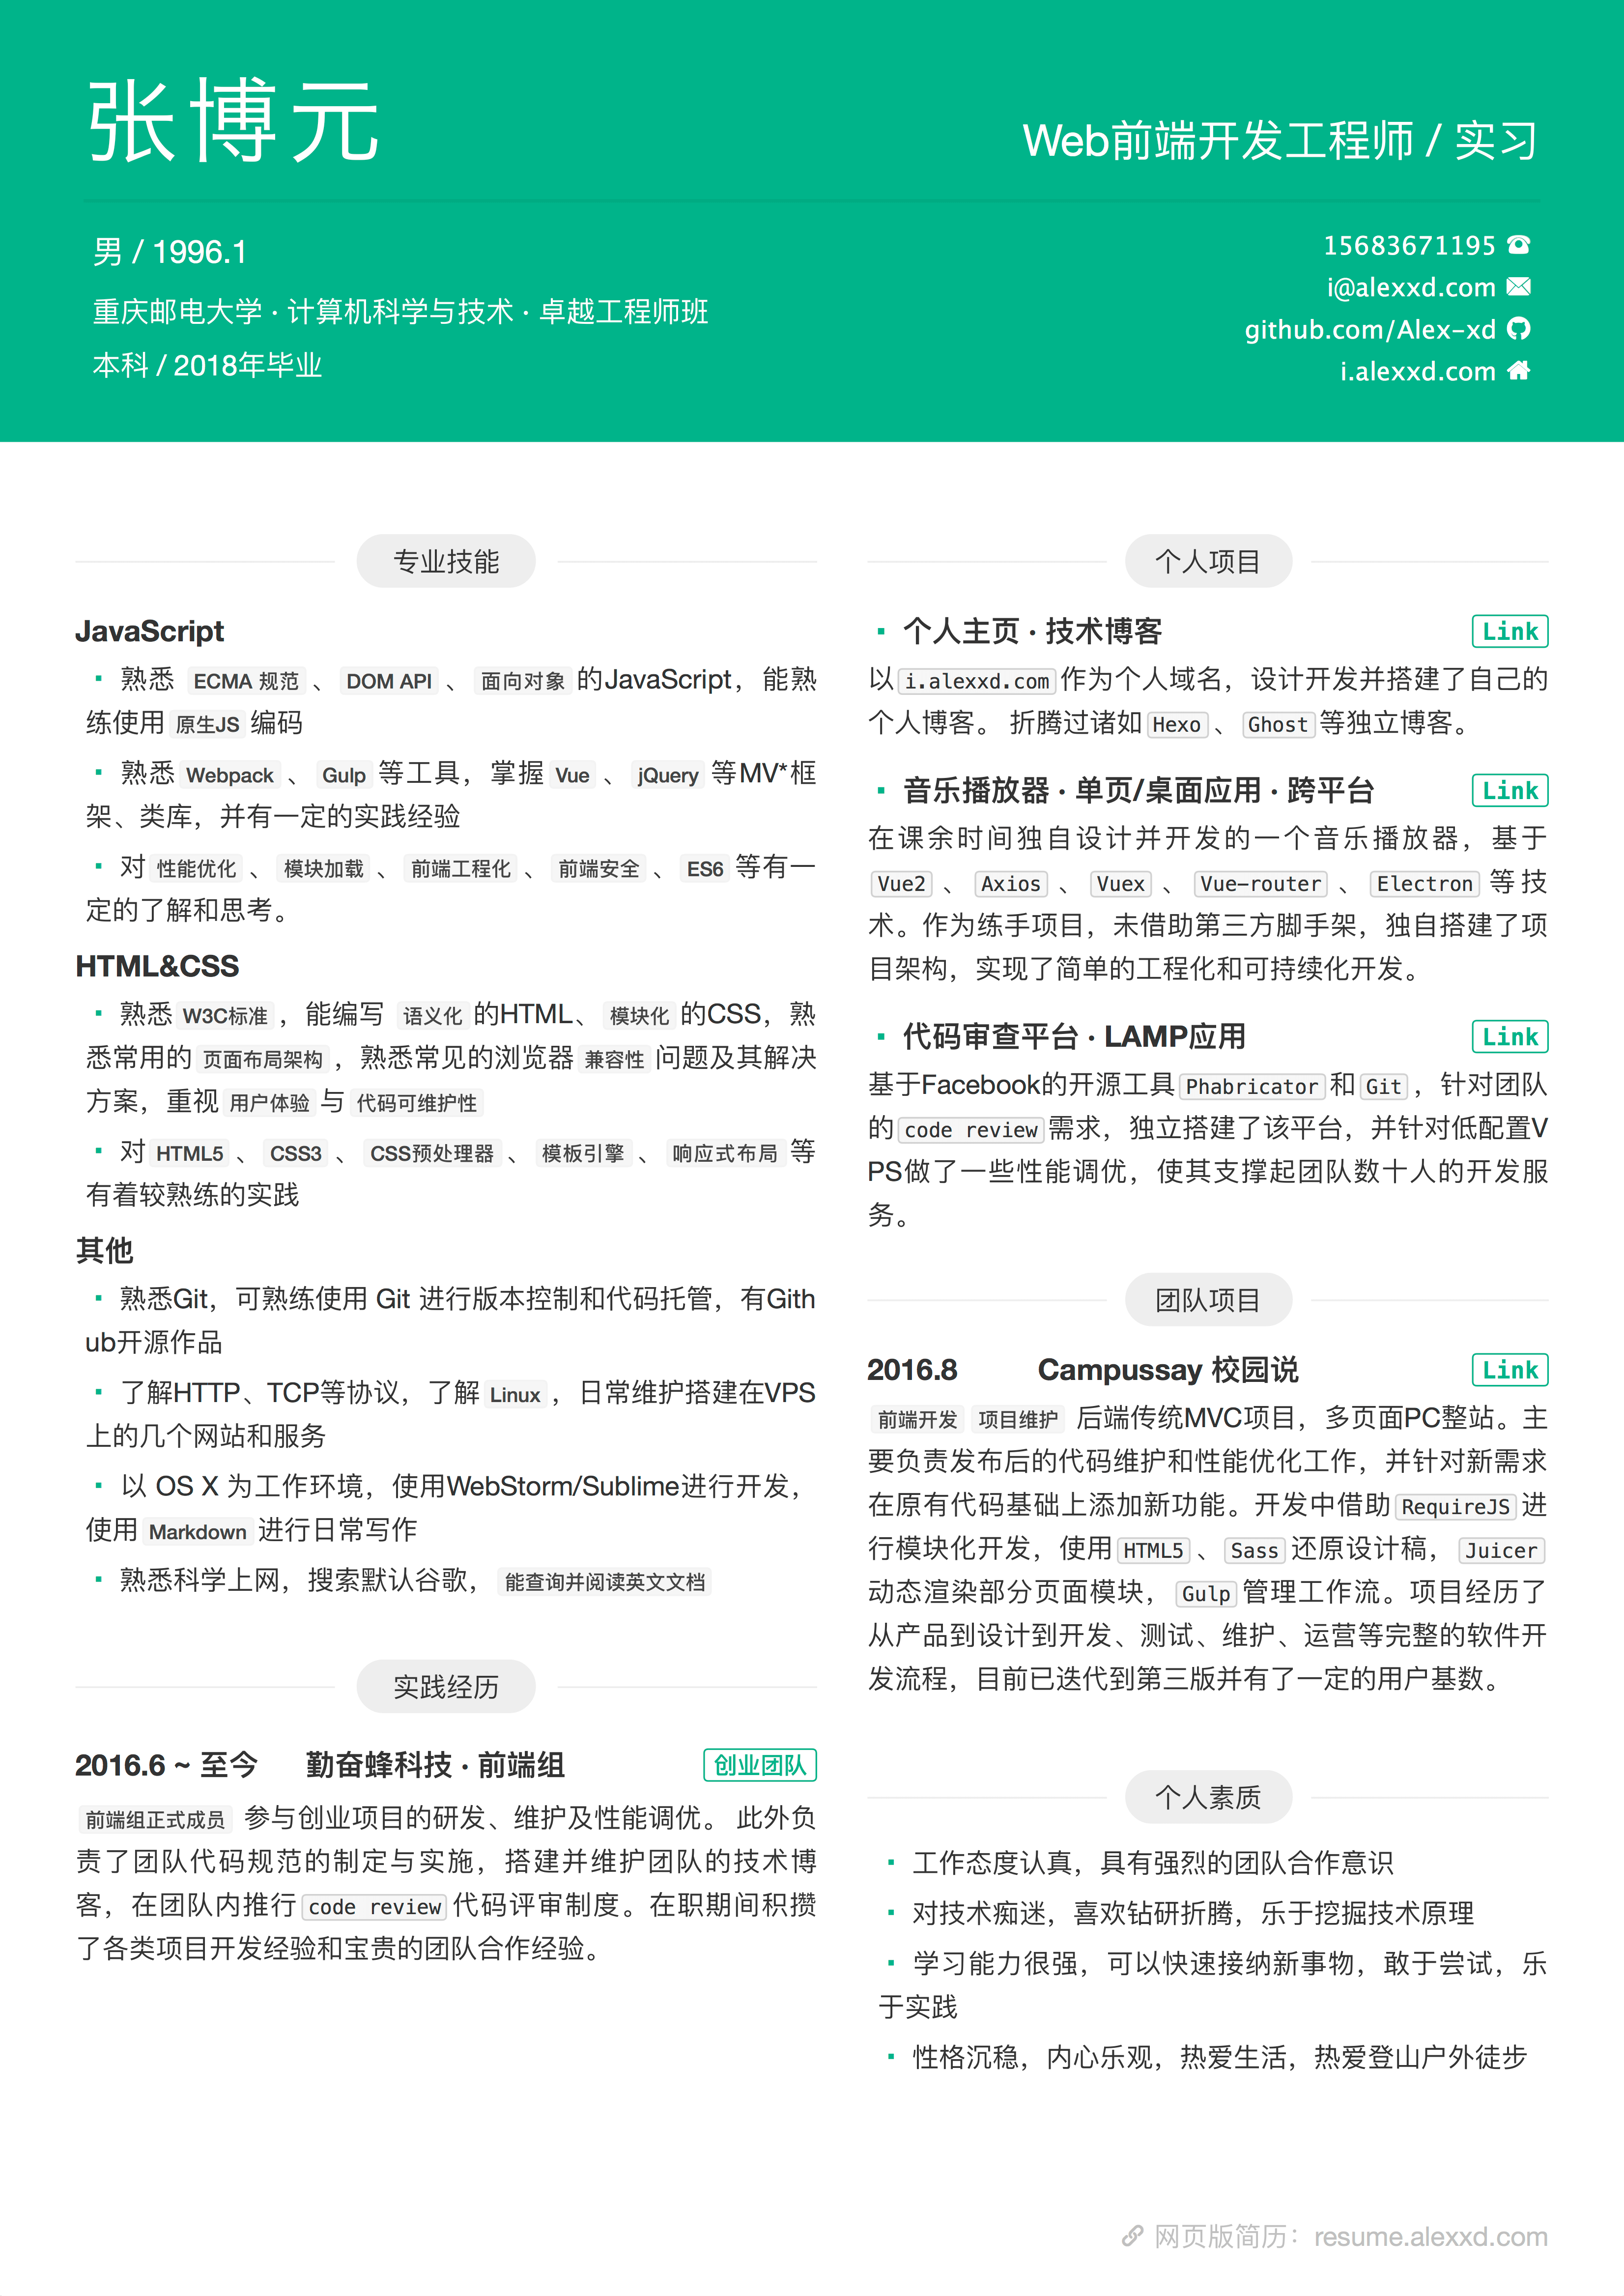 张博元
Web前端开发工程师 / 实习
男 / 1996.1
重庆邮电大学 · 计算机科学与技术 · 卓越工程师班
本科 / 2018年毕业
15683671195
i@alexxd.com
github.com/Alex-xd
i.alexxd.com
专业技能
JavaScript
▪ 熟悉 ECMA 规范 、 DOM API 、 面向对象 的JavaScript，能熟
练使用 原生JS 编码
▪ 熟悉 Webpack 、 Gulp 等工具，掌握 Vue 、 jQuery 等MV*框
架、类库，并有一定的实践经验
▪ 对 性能优化 、 模块加载 、 前端工程化 、 前端安全 、 ES6 等有一
定的了解和思考。
HTML&CSS
▪ 熟悉 W3C标准 ，能编写 语义化 的HTML、 模块化 的CSS，熟
悉常用的 页面布局架构 ，熟悉常见的浏览器 兼容性 问题及其解决
方案，重视 用户体验 与 代码可维护性
▪ 对 HTML5 、 CSS3 、 CSS预处理器 、 模板引擎 、 响应式布局 等
有着较熟练的实践
其他
▪ 熟悉Git，可熟练使用 Git 进行版本控制和代码托管，有Gith
ub开源作品
▪ 了解HTTP、TCP等协议，了解 Linux ，日常维护搭建在VPS
上的几个网站和服务
▪ 以 OS X 为工作环境，使用WebStorm/Sublime进行开发，
使用 Markdown 进行日常写作
▪ 熟悉科学上网，搜索默认谷歌， 能查询并阅读英文文档
实践经历
2016.6 ~ 至今 勤奋蜂科技 · 前端组 创业团队
前端组正式成员 参与创业项目的研发、维护及性能调优。 此外负
责了团队代码规范的制定与实施，搭建并维护团队的技术博
客，在团队内推行 code review 代码评审制度。在职期间积攒
了各类项目开发经验和宝贵的团队合作经验。
个人项目
▪ 个人主页 · 技术博客 Link
以 i.alexxd.com 作为个人域名，设计开发并搭建了自己的
个人博客。 折腾过诸如 Hexo 、 Ghost 等独立博客。
▪ 音乐播放器 · 单页/桌面应用 · 跨平台 Link
在课余时间独自设计并开发的一个音乐播放器，基于
Vue2 、 Axios 、 Vuex 、 Vue-router 、 Electron 等技
术。作为练手项目，未借助第三方脚手架，独自搭建了项
目架构，实现了简单的工程化和可持续化开发。
▪ 代码审查平台 · LAMP应用 Link
基于Facebook的开源工具 Phabricator 和 Git ，针对团队
的 code review 需求，独立搭建了该平台，并针对低配置V
PS做了一些性能调优，使其支撑起团队数十人的开发服
务。
团队项目
2016.8 Campussay 校园说 Link
前端开发 项目维护 后端传统MVC项目，多页面PC整站。主
要负责发布后的代码维护和性能优化工作，并针对新需求
在原有代码基础上添加新功能。开发中借助 RequireJS 进
行模块化开发，使用 HTML5 、 Sass 还原设计稿， Juicer
动态渲染部分页面模块， Gulp 管理工作流。项目经历了
从产品到设计到开发、测试、维护、运营等完整的软件开
发流程，目前已迭代到第三版并有了一定的用户基数。
个人素质
▪ 工作态度认真，具有强烈的团队合作意识
▪ 对技术痴迷，喜欢钻研折腾，乐于挖掘技术原理
▪ 学习能力很强，可以快速接纳新事物，敢于尝试，乐
于实践
▪ 性格沉稳，内心乐观，热爱生活，热爱登山户外徒步
网页版简历：resume.alexxd.com